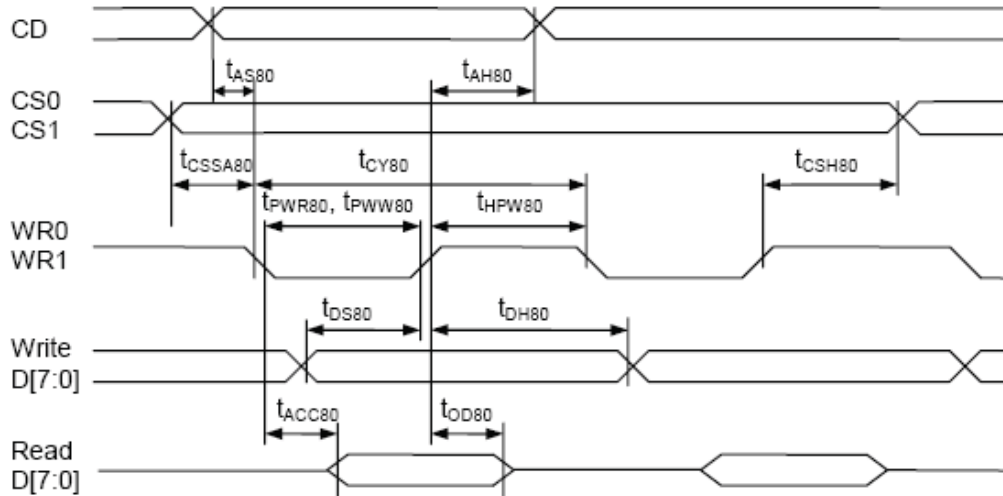 CD
tAS80
tAH80
CS0
CS1
tCSSA80
tCY80
tCSH80
tPWR80, tPWW80
tHPW80
WR0
WR1
tDS80
tDH80
Write
D[7:0]
tACC80
tOD80
Read
D[7:0]